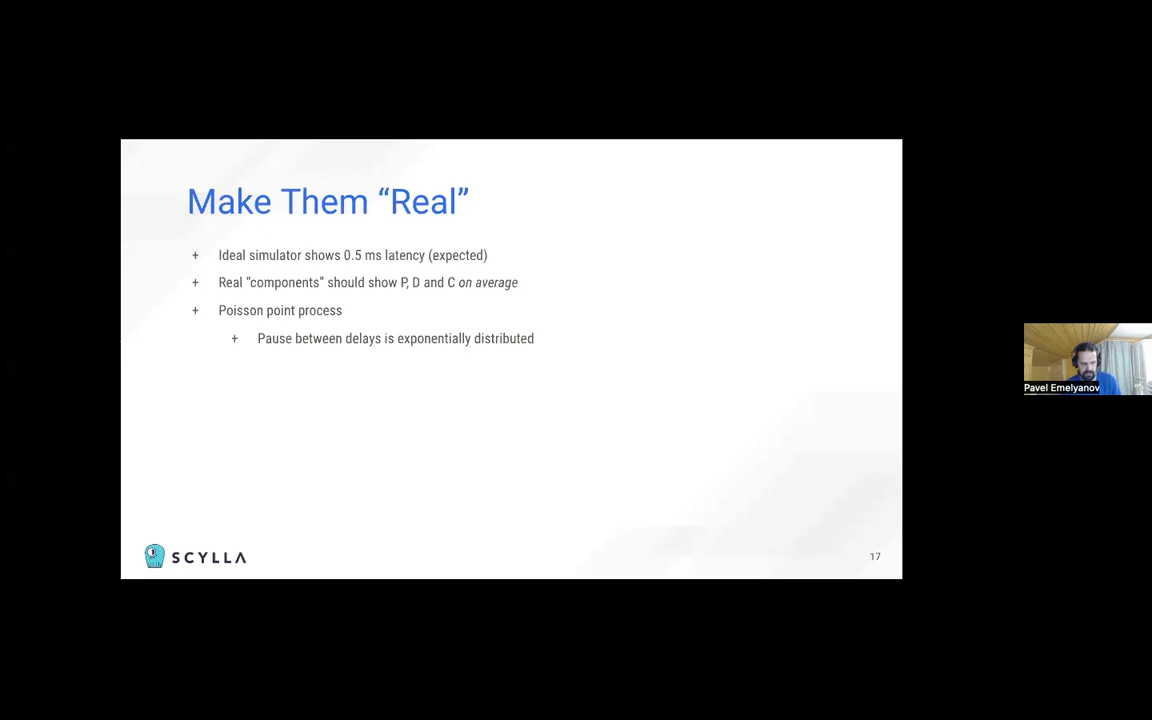 Make Them “Real”
+ Ideal simulator shows 0.5 ms latency (expected)
+ Real “components” should show P, D and C on average
+ Poisson point process
+ Pause between delays is exponentially distributed
Pavel Emelyanov
SCYLLA
17